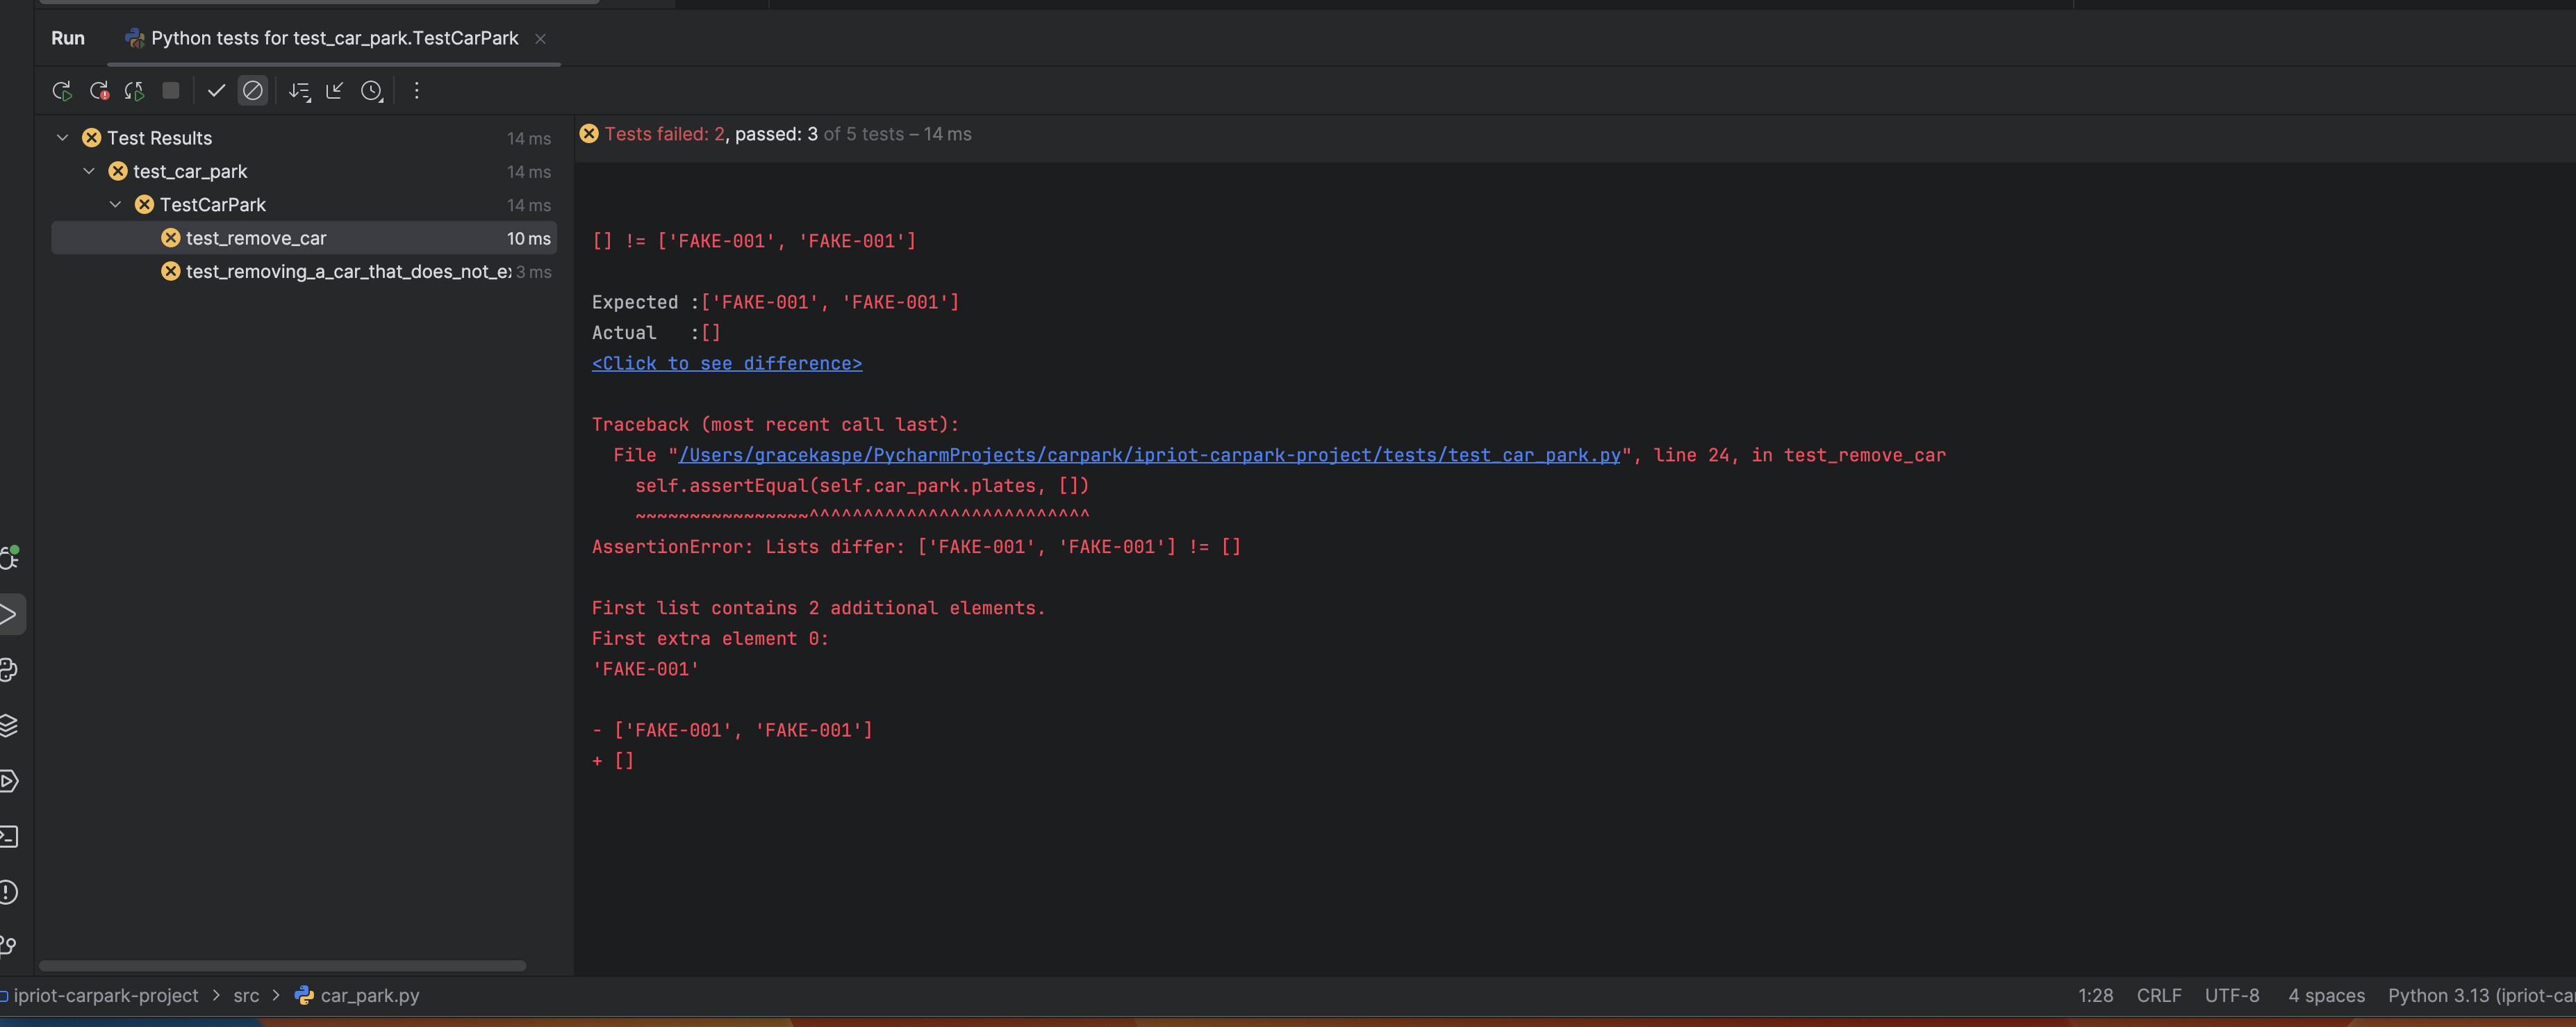 Run Python tests for test_car_park.TestCarPark
Test Results 14 ms
test_car_park 14 ms
TestCarPark 14 ms
test_remove_car 10 ms
test_removing_a_car_that_does_not_ex 3 ms
Tests failed: 2, passed: 3 of 5 tests – 14 ms
[] != ['FAKE-001', 'FAKE-001']
Expected :['FAKE-001', 'FAKE-001']
Actual   :[]
<Click to see difference>
Traceback (most recent call last):
  File "/Users/gracekaspe/PycharmProjects/carpark/ipriot-carpark-project/tests/test_car_park.py", line 24, in test_remove_car
    self.assertEqual(self.car_park.plates, [])
    ~~~~~~~~~~~~~~~~^^^^^^^^^^^^^^^^^^^^^^^^^^
AssertionError: Lists differ: ['FAKE-001', 'FAKE-001'] != []
First list contains 2 additional elements.
First extra element 0:
'FAKE-001'
- ['FAKE-001', 'FAKE-001']
+ []
ipriot-carpark-project > src > car_park.py 1:28 CRLF UTF-8 4 spaces Python 3.13 (ipriot-ca